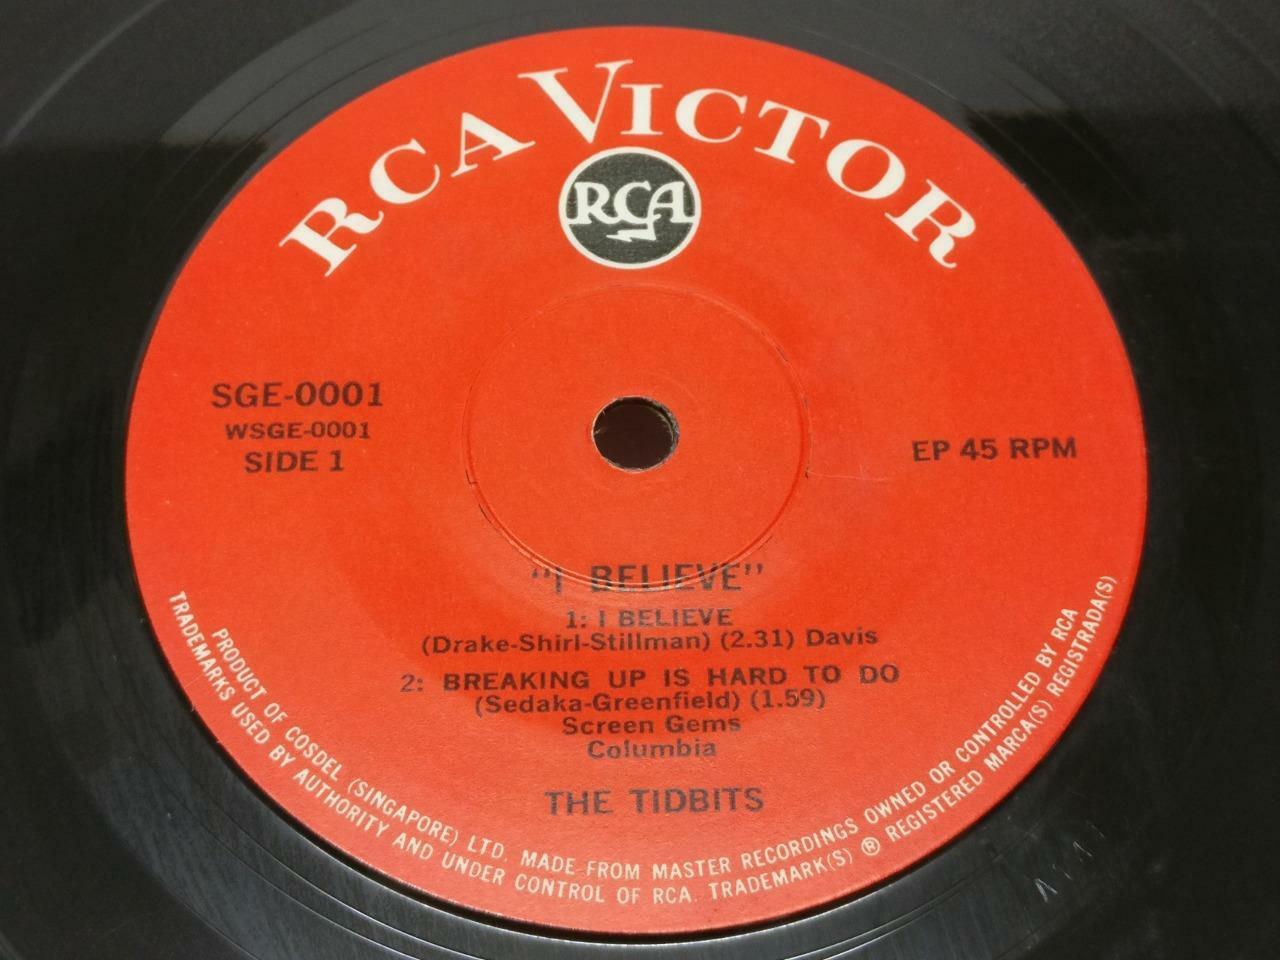 RCA VICTOR
RCA
SGE-0001
WSGE-0001
SIDE 1
EP 45 RPM
"I BELIEVE"
1: I BELIEVE
(Drake-Shirl-Stillman) (2.31) Davis
2: BREAKING UP IS HARD TO DO
(Sedaka-Greenfield) (1.59)
Screen Gems
Columbia
THE TIDBITS
PRODUCT OF COSDEL (SINGAPORE) LTD. MADE FROM MASTER RECORDINGS OWNED OR CONTROLLED BY RCA
TRADEMARKS USED BY AUTHORITY AND UNDER CONTROL OF RCA. TRADEMARK(S) ® REGISTERED MARCA(S) REGISTRADA(S)